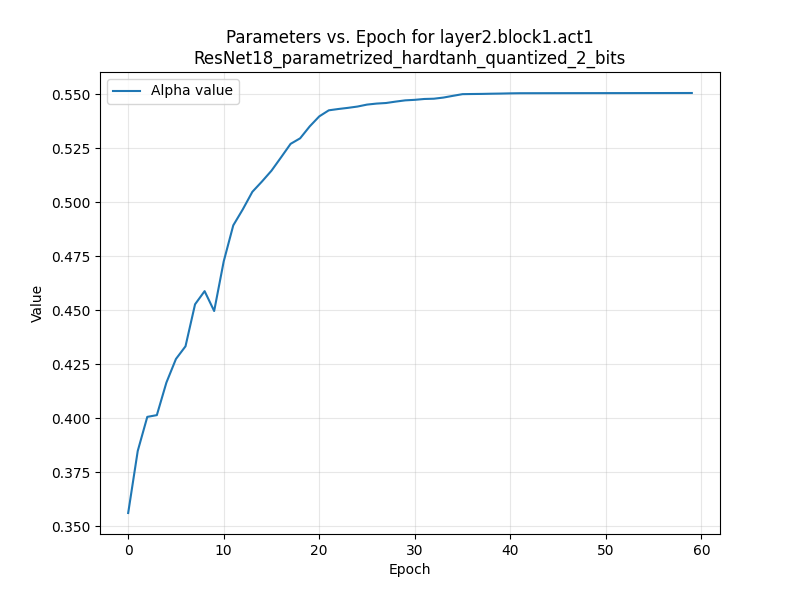 Parameters vs. Epoch for layer2.block1.act1
ResNet18_parametrized_hardtanh_quantized_2_bits
Alpha value
0.550
0.525
0.500
0.475
0.450
0.425
0.400
0.375
0.350
Value
0 10 20 30 40 50 60
Epoch